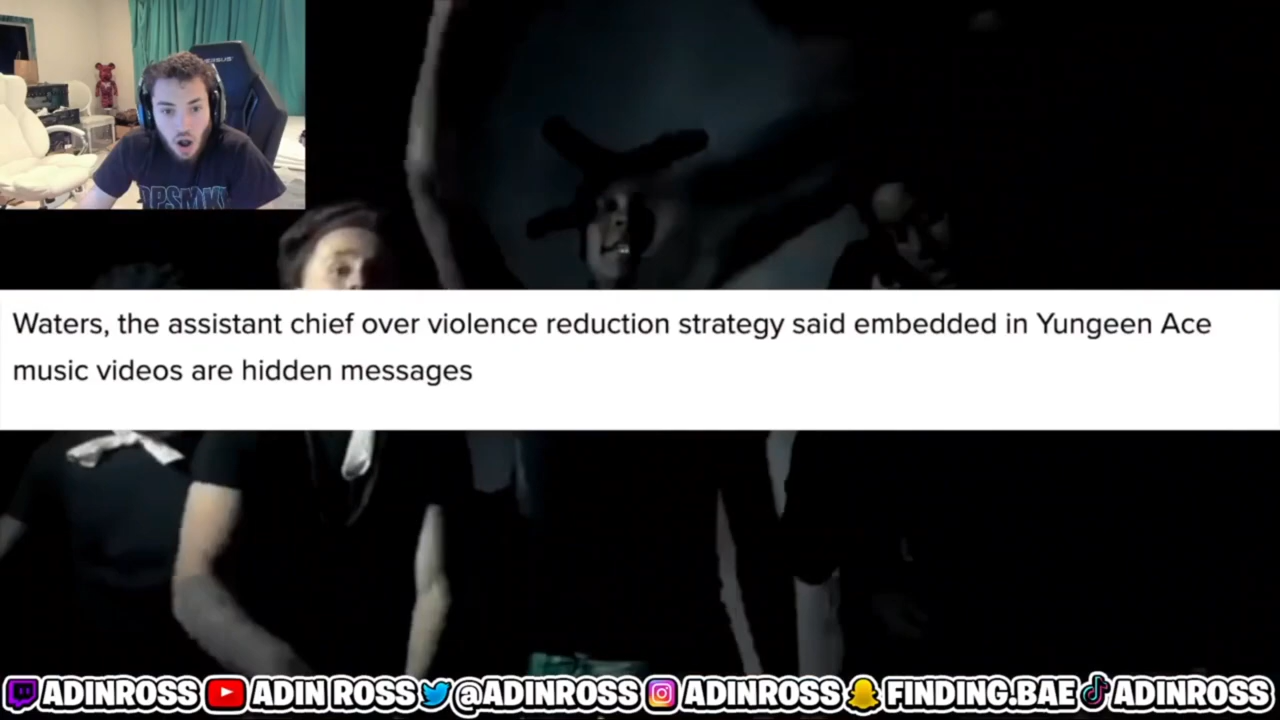 Waters, the assistant chief over violence reduction strategy said embedded in Yungeen Ace
music videos are hidden messages
ADINROSS ADIN ROSS @ADINROSS ADINROSS FINDING.BAE ADINROSS